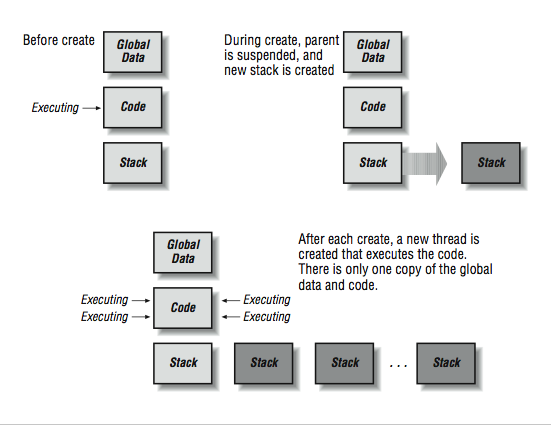 Before create
Global
Data
Executing
Code
Stack
During create, parent
is suspended, and
new stack is created
Global
Data
Code
Stack
Stack
Global
Data
After each create, a new thread is
created that executes the code.
There is only one copy of the global
data and code.
Executing
Executing
Code
Executing
Executing
Stack
Stack
Stack
...
Stack